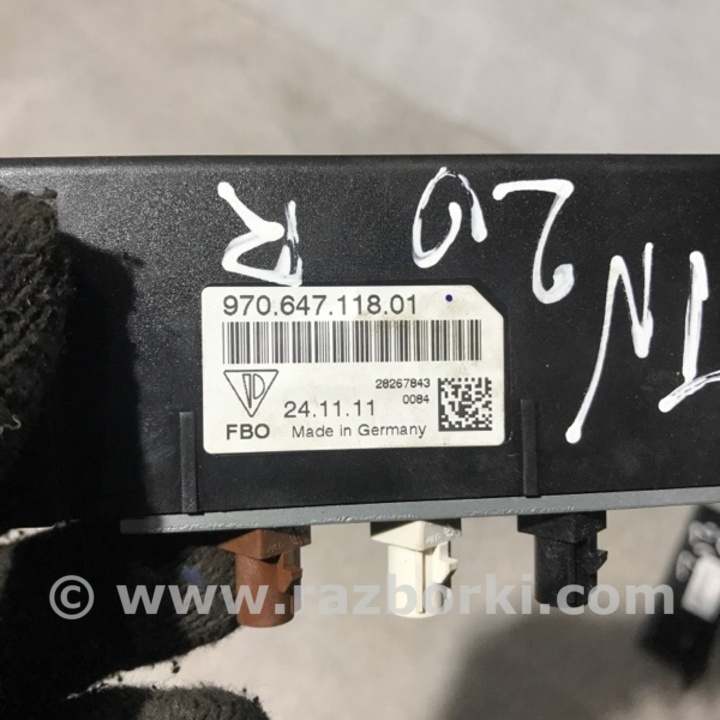 R
970.647.118.01
28267843
0084
24.11.11
FBO
Made in Germany
© www.razborki.com